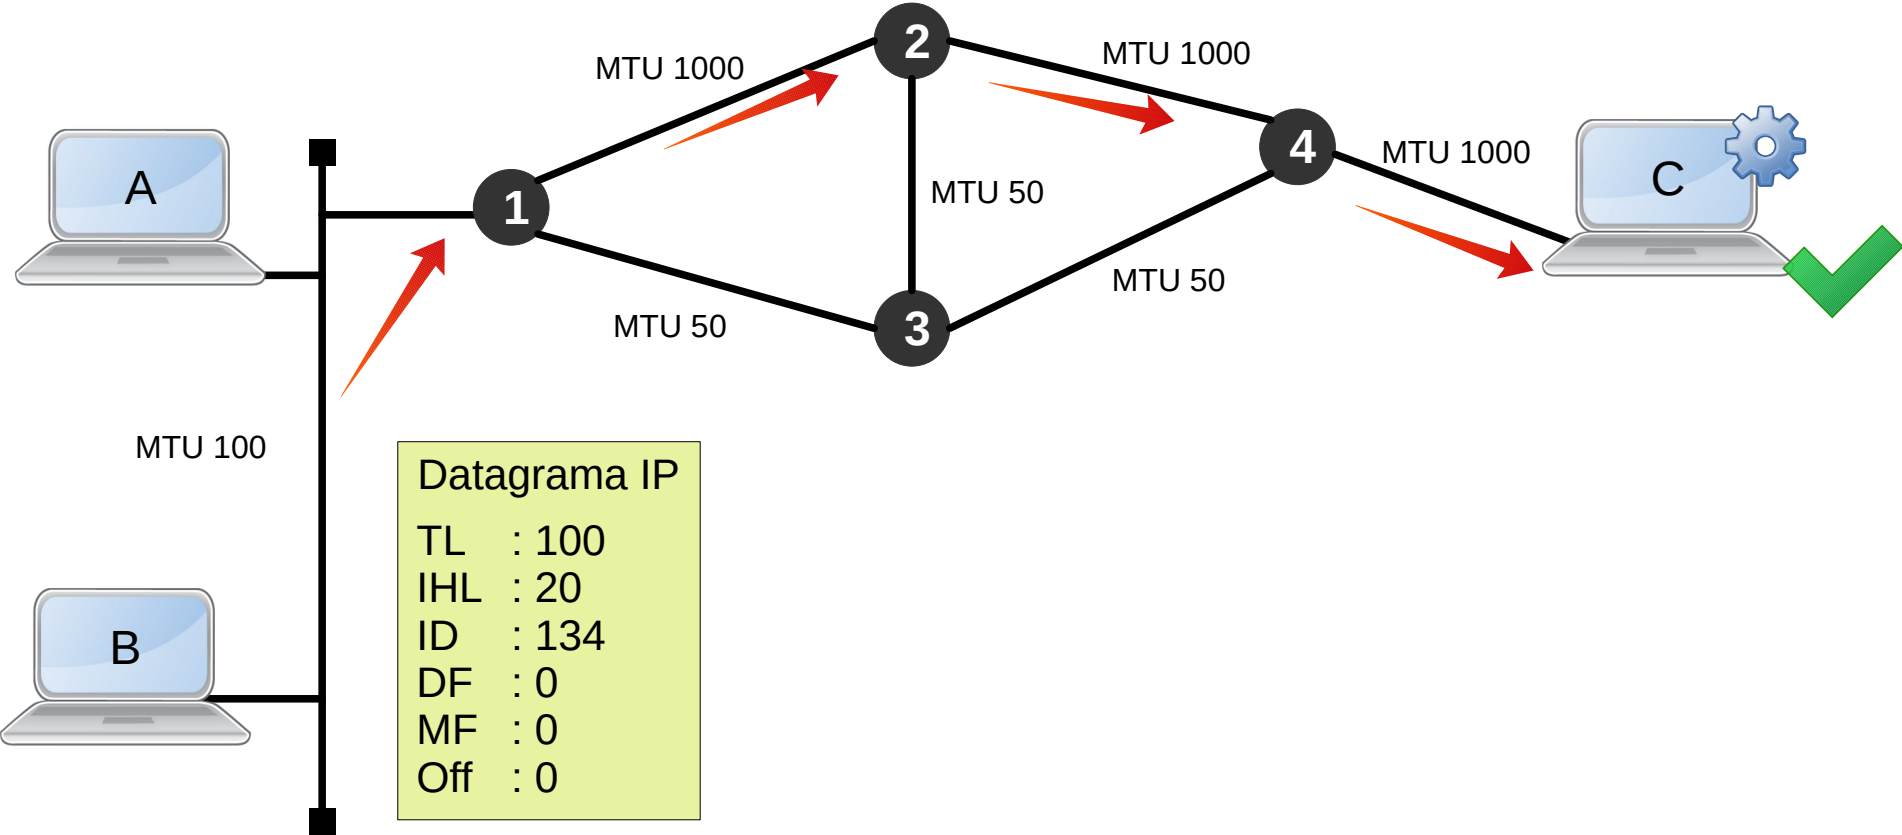 2
MTU 1000
MTU 1000
4
MTU 1000
A
C
1
MTU 50
MTU 50
MTU 50
3
MTU 100
Datagrama IP
TL : 100
IHL : 20
ID : 134
DF : 0
MF : 0
Off : 0
B